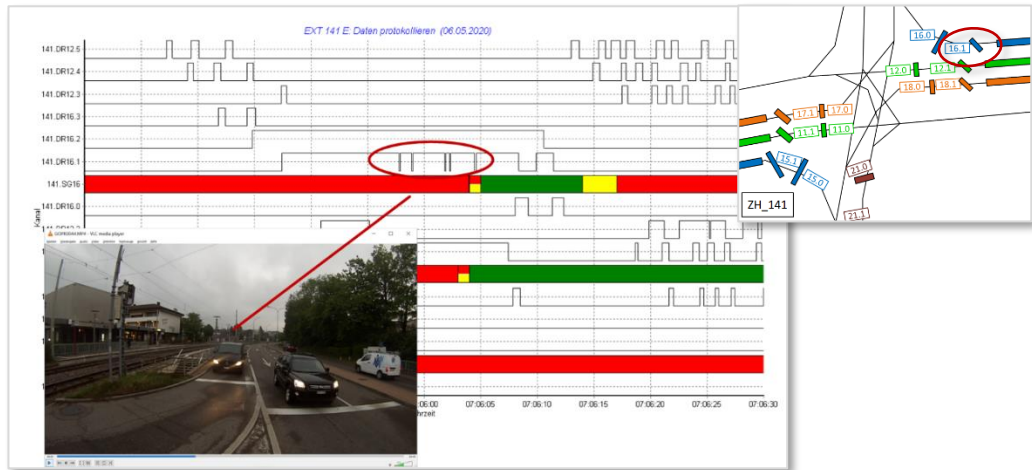 EXT 141 E: Daten protokollieren (06.05.2020)
141.DR12.5
141.DR12.4
141.DR12.3
141.DR16.3
141.DR16.2
141.DR16.1
141.SG16
141.DR16.0
Kanal
07:06:00
07:06:05
07:06:10
07:06:15
07:06:20
07:06:25
07:06:30
VLC media player
16.0
16.1
12.0
12.1
18.0
18.1
17.1
17.0
11.1
11.0
15.1
15.0
21.0
21.1
ZH_141